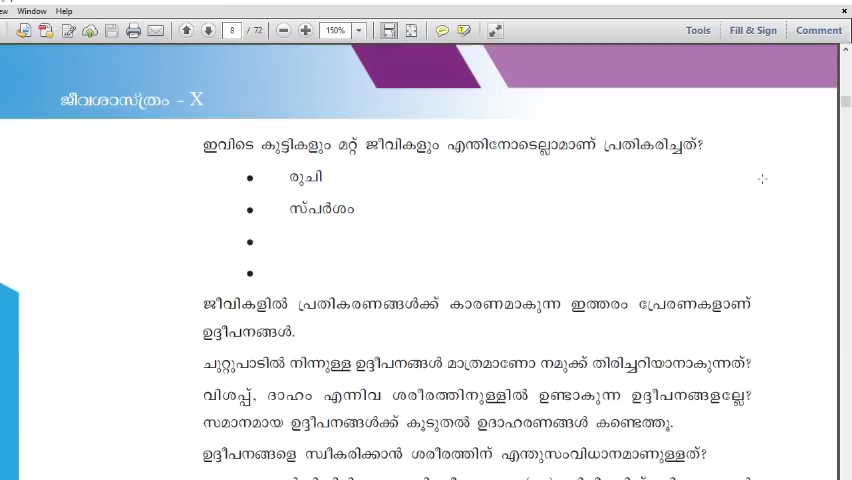 Window Help
8 / 72 150% Tools Fill & Sign Comment
ജീവശാസ്ത്രം - X
ഇവിടെ കുട്ടികളും മറ്റ് ജീവികളും എന്തിനോടെല്ലാമാണ് പ്രതികരിച്ചത്?
• രുചി
• സ്പർശം
•
•
ജീവികളിൽ പ്രതികരണങ്ങൾക്ക് കാരണമാകുന്ന ഇത്തരം പ്രേരണകളാണ്
ഉദ്ദീപനങ്ങൾ.
ചുറ്റുപാടിൽ നിന്നുള്ള ഉദ്ദീപനങ്ങൾ മാത്രമാണോ നമുക്ക് തിരിച്ചറിയാനാകുന്നത്?
വിശപ്പ്, ദാഹം എന്നിവ ശരീരത്തിനുള്ളിൽ ഉണ്ടാകുന്ന ഉദ്ദീപനങ്ങളല്ലേ?
സമാനമായ ഉദ്ദീപനങ്ങൾക്ക് കൂടുതൽ ഉദാഹരണങ്ങൾ കണ്ടെത്തൂ.
ഉദ്ദീപനങ്ങളെ സ്വീകരിക്കാൻ ശരീരത്തിന് എന്തുസംവിധാനമാണുള്ളത്?